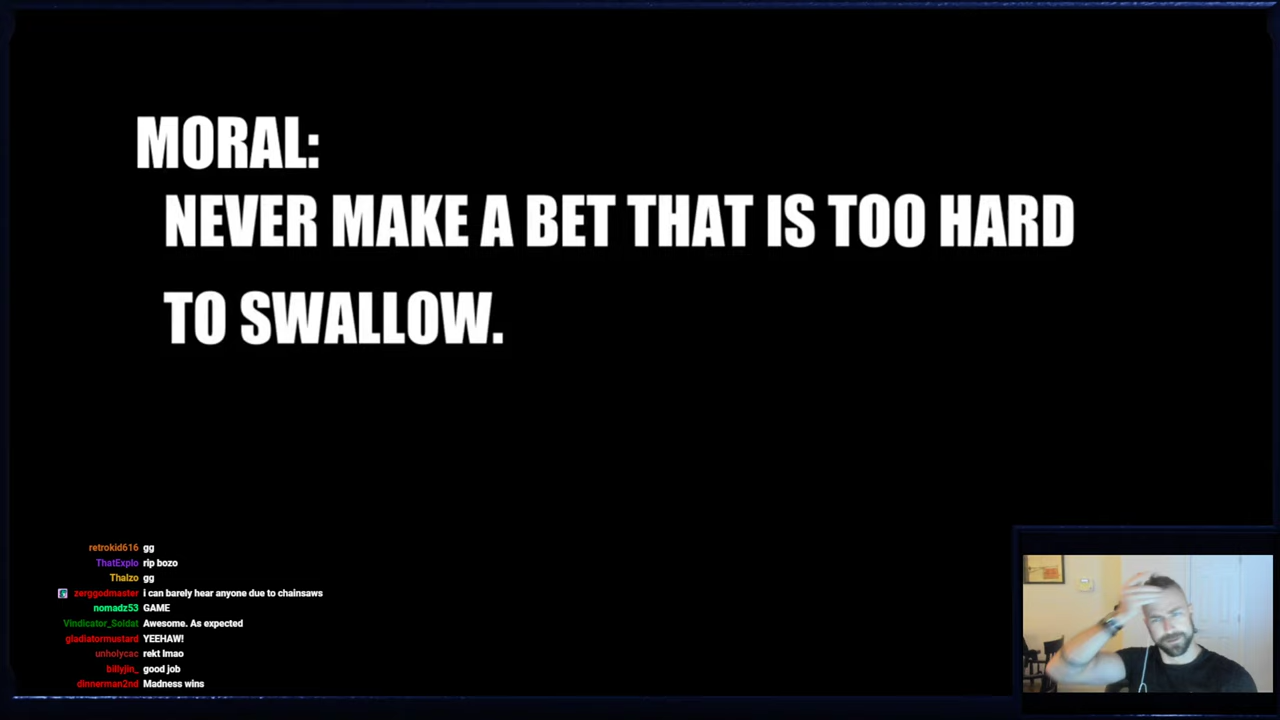 MORAL:
NEVER MAKE A BET THAT IS TOO HARD
TO SWALLOW.
retrokid616 gg
ThatExplo rip bozo
Thalzo gg
zerggodmaster i can barely hear anyone due to chainsaws
nomadz53 GAME
Vindicator_Soldat Awesome. As expected
gladiatormustard YEEHAW!
unholycac rekt lmao
billyjin_ good job
dinnerman2nd Madness wins